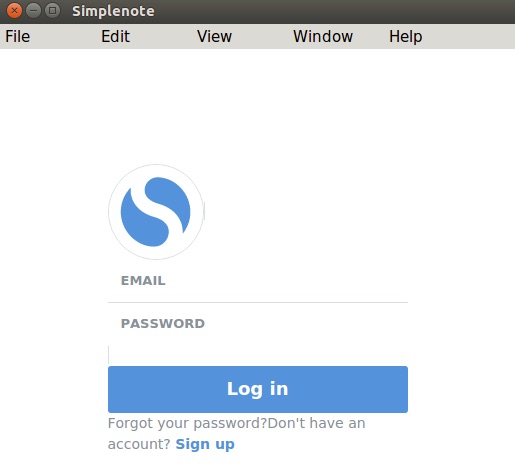 Simplenote
File Edit View Window Help
EMAIL
PASSWORD
Log in
Forgot your password?Don't have an
account? Sign up